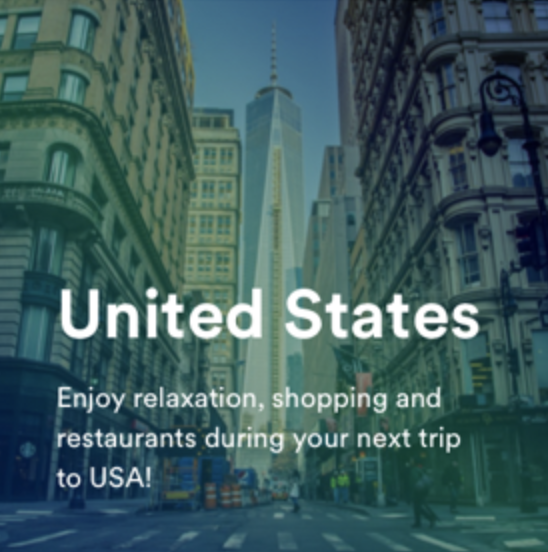 United States
Enjoy relaxation, shopping and
restaurants during your next trip
to USA!